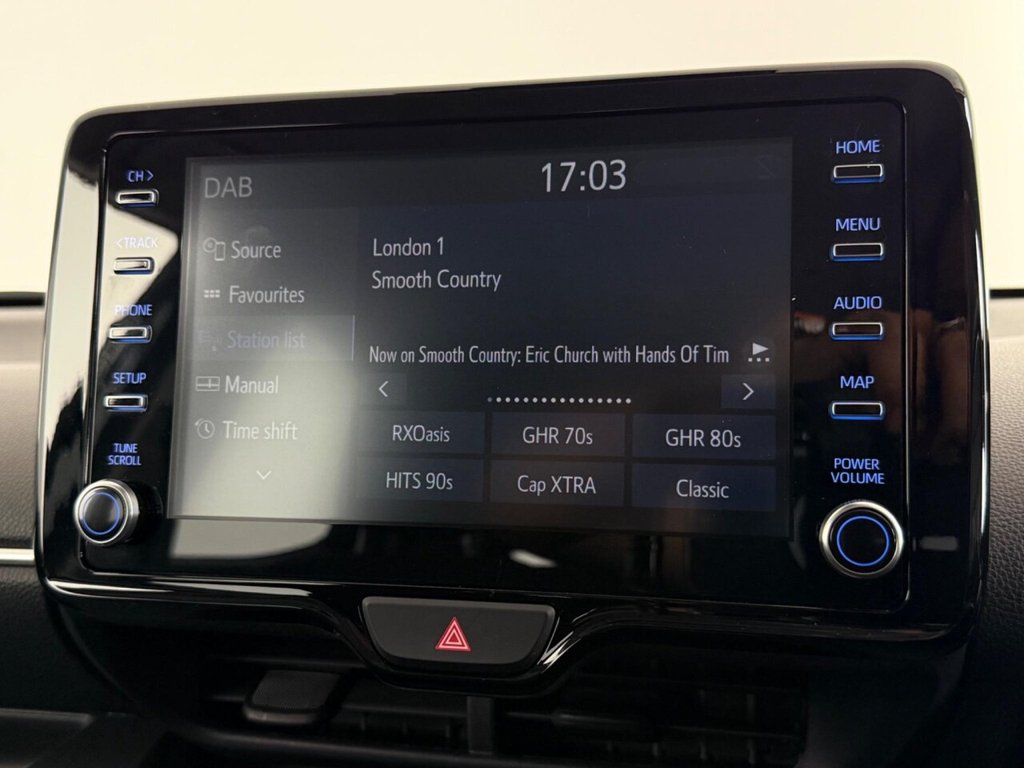 CH >
< TRACK
PHONE
SETUP
TUNE
SCROLL
DAB
17:03
Source
Favourites
Station list
Manual
Time shift
London 1
Smooth Country
Now on Smooth Country: Eric Church with Hands Of Tim
RXOasis
GHR 70s
GHR 80s
HITS 90s
Cap XTRA
Classic
HOME
MENU
AUDIO
MAP
POWER
VOLUME